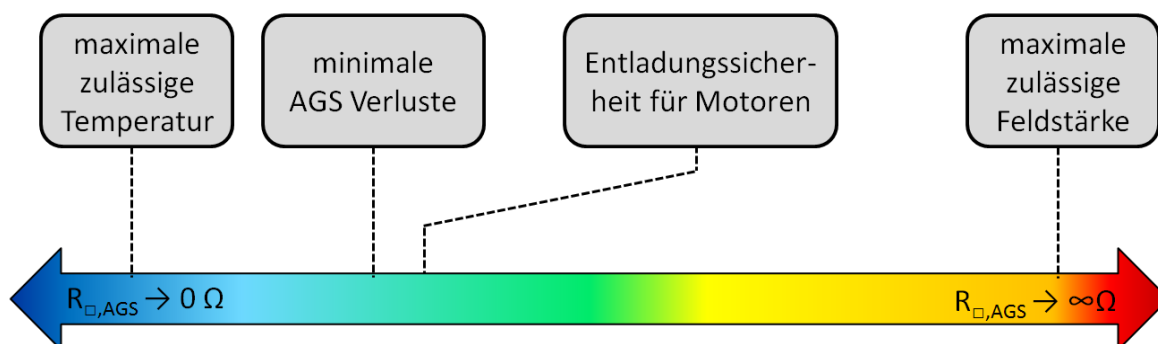 maximale
zulässige
Temperatur
minimale
AGS Verluste
Entladungssicher-
heit für Motoren
maximale
zulässige
Feldstärke
R□,AGS → 0 Ω
R□,AGS → ∞Ω